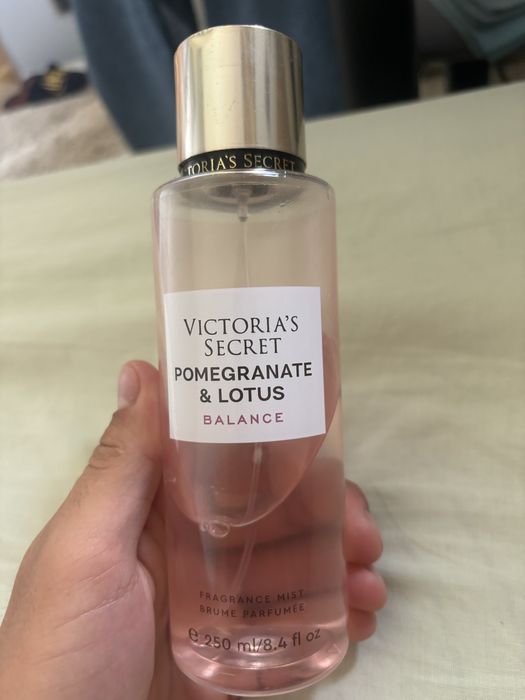 TORIA'S SECRET
VICTORIA'S
SECRET
POMEGRANATE
& LOTUS
BALANCE
FRAGRANCE MIST
BRUME PARFUMÉE
e 250 ml/8.4 fl oz